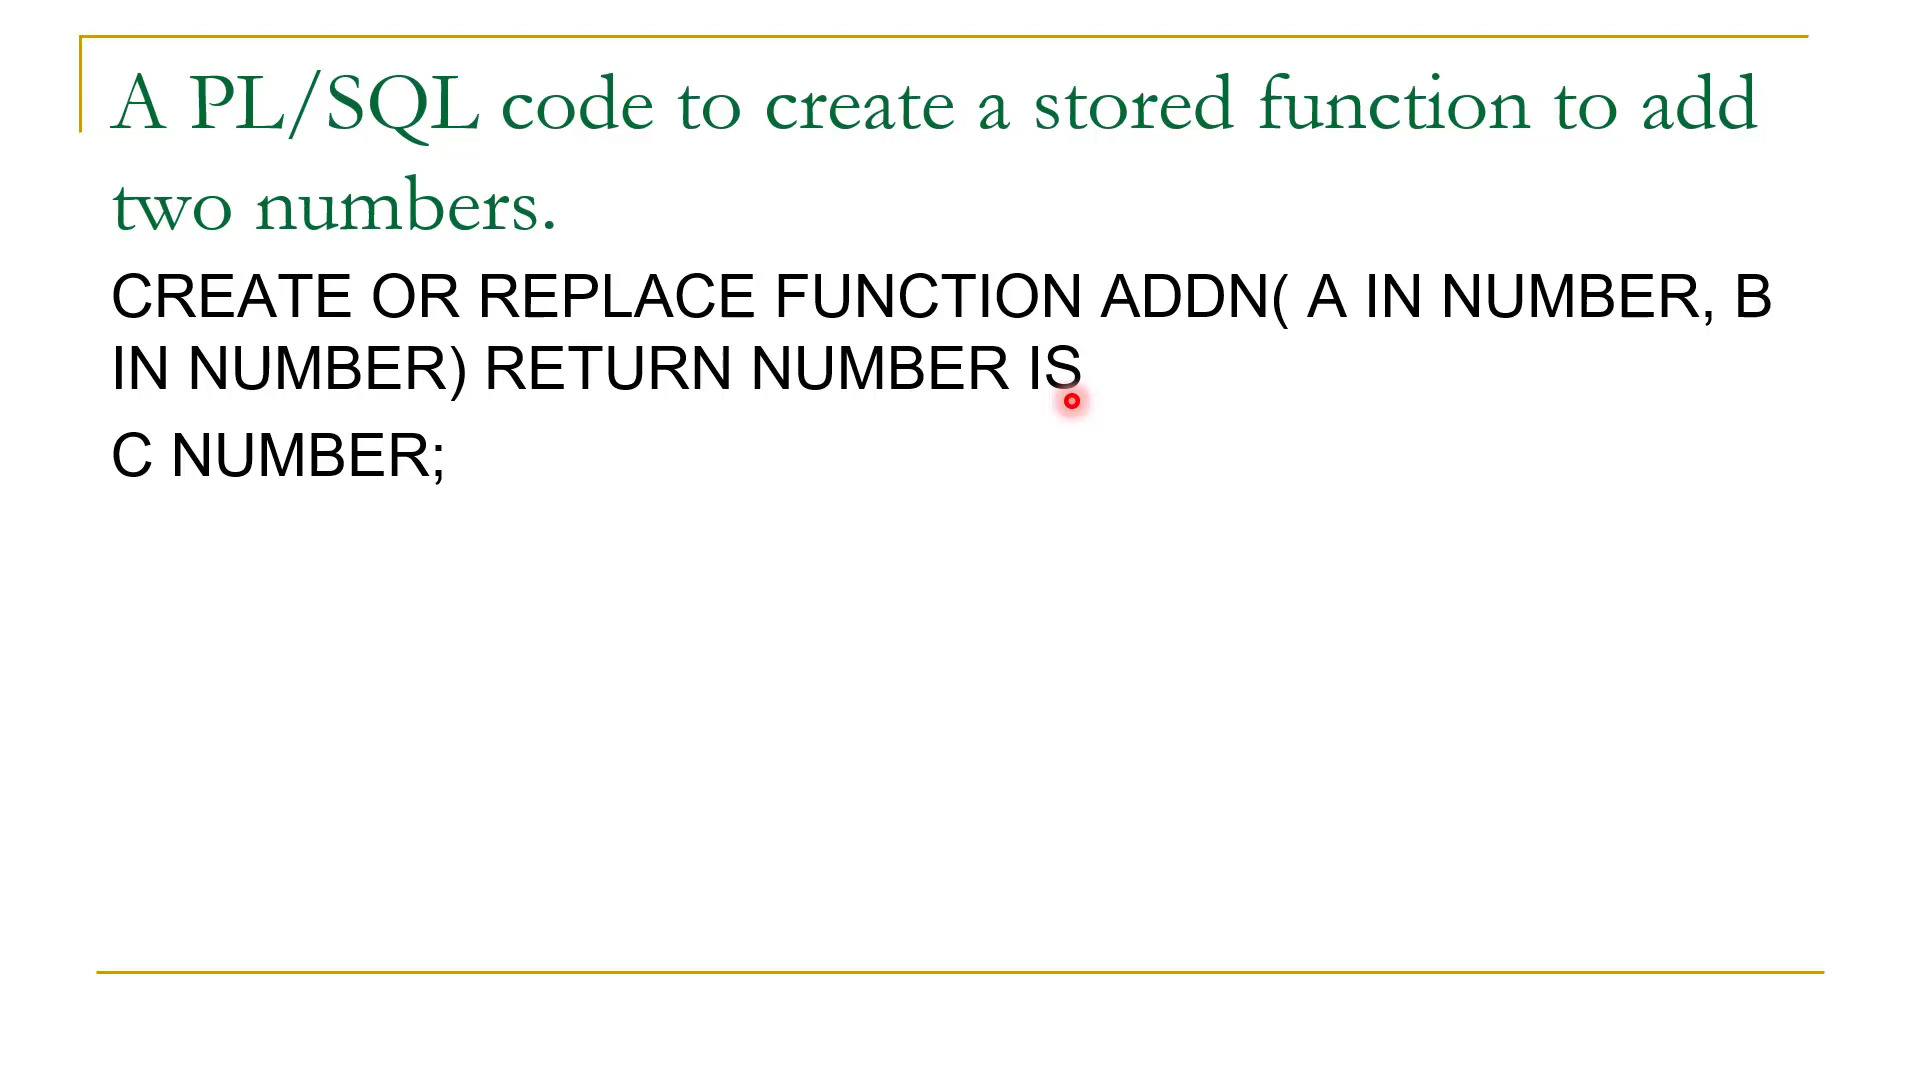 A PL/SQL code to create a stored function to add
two numbers.
CREATE OR REPLACE FUNCTION ADDN( A IN NUMBER, B
IN NUMBER) RETURN NUMBER IS
C NUMBER;